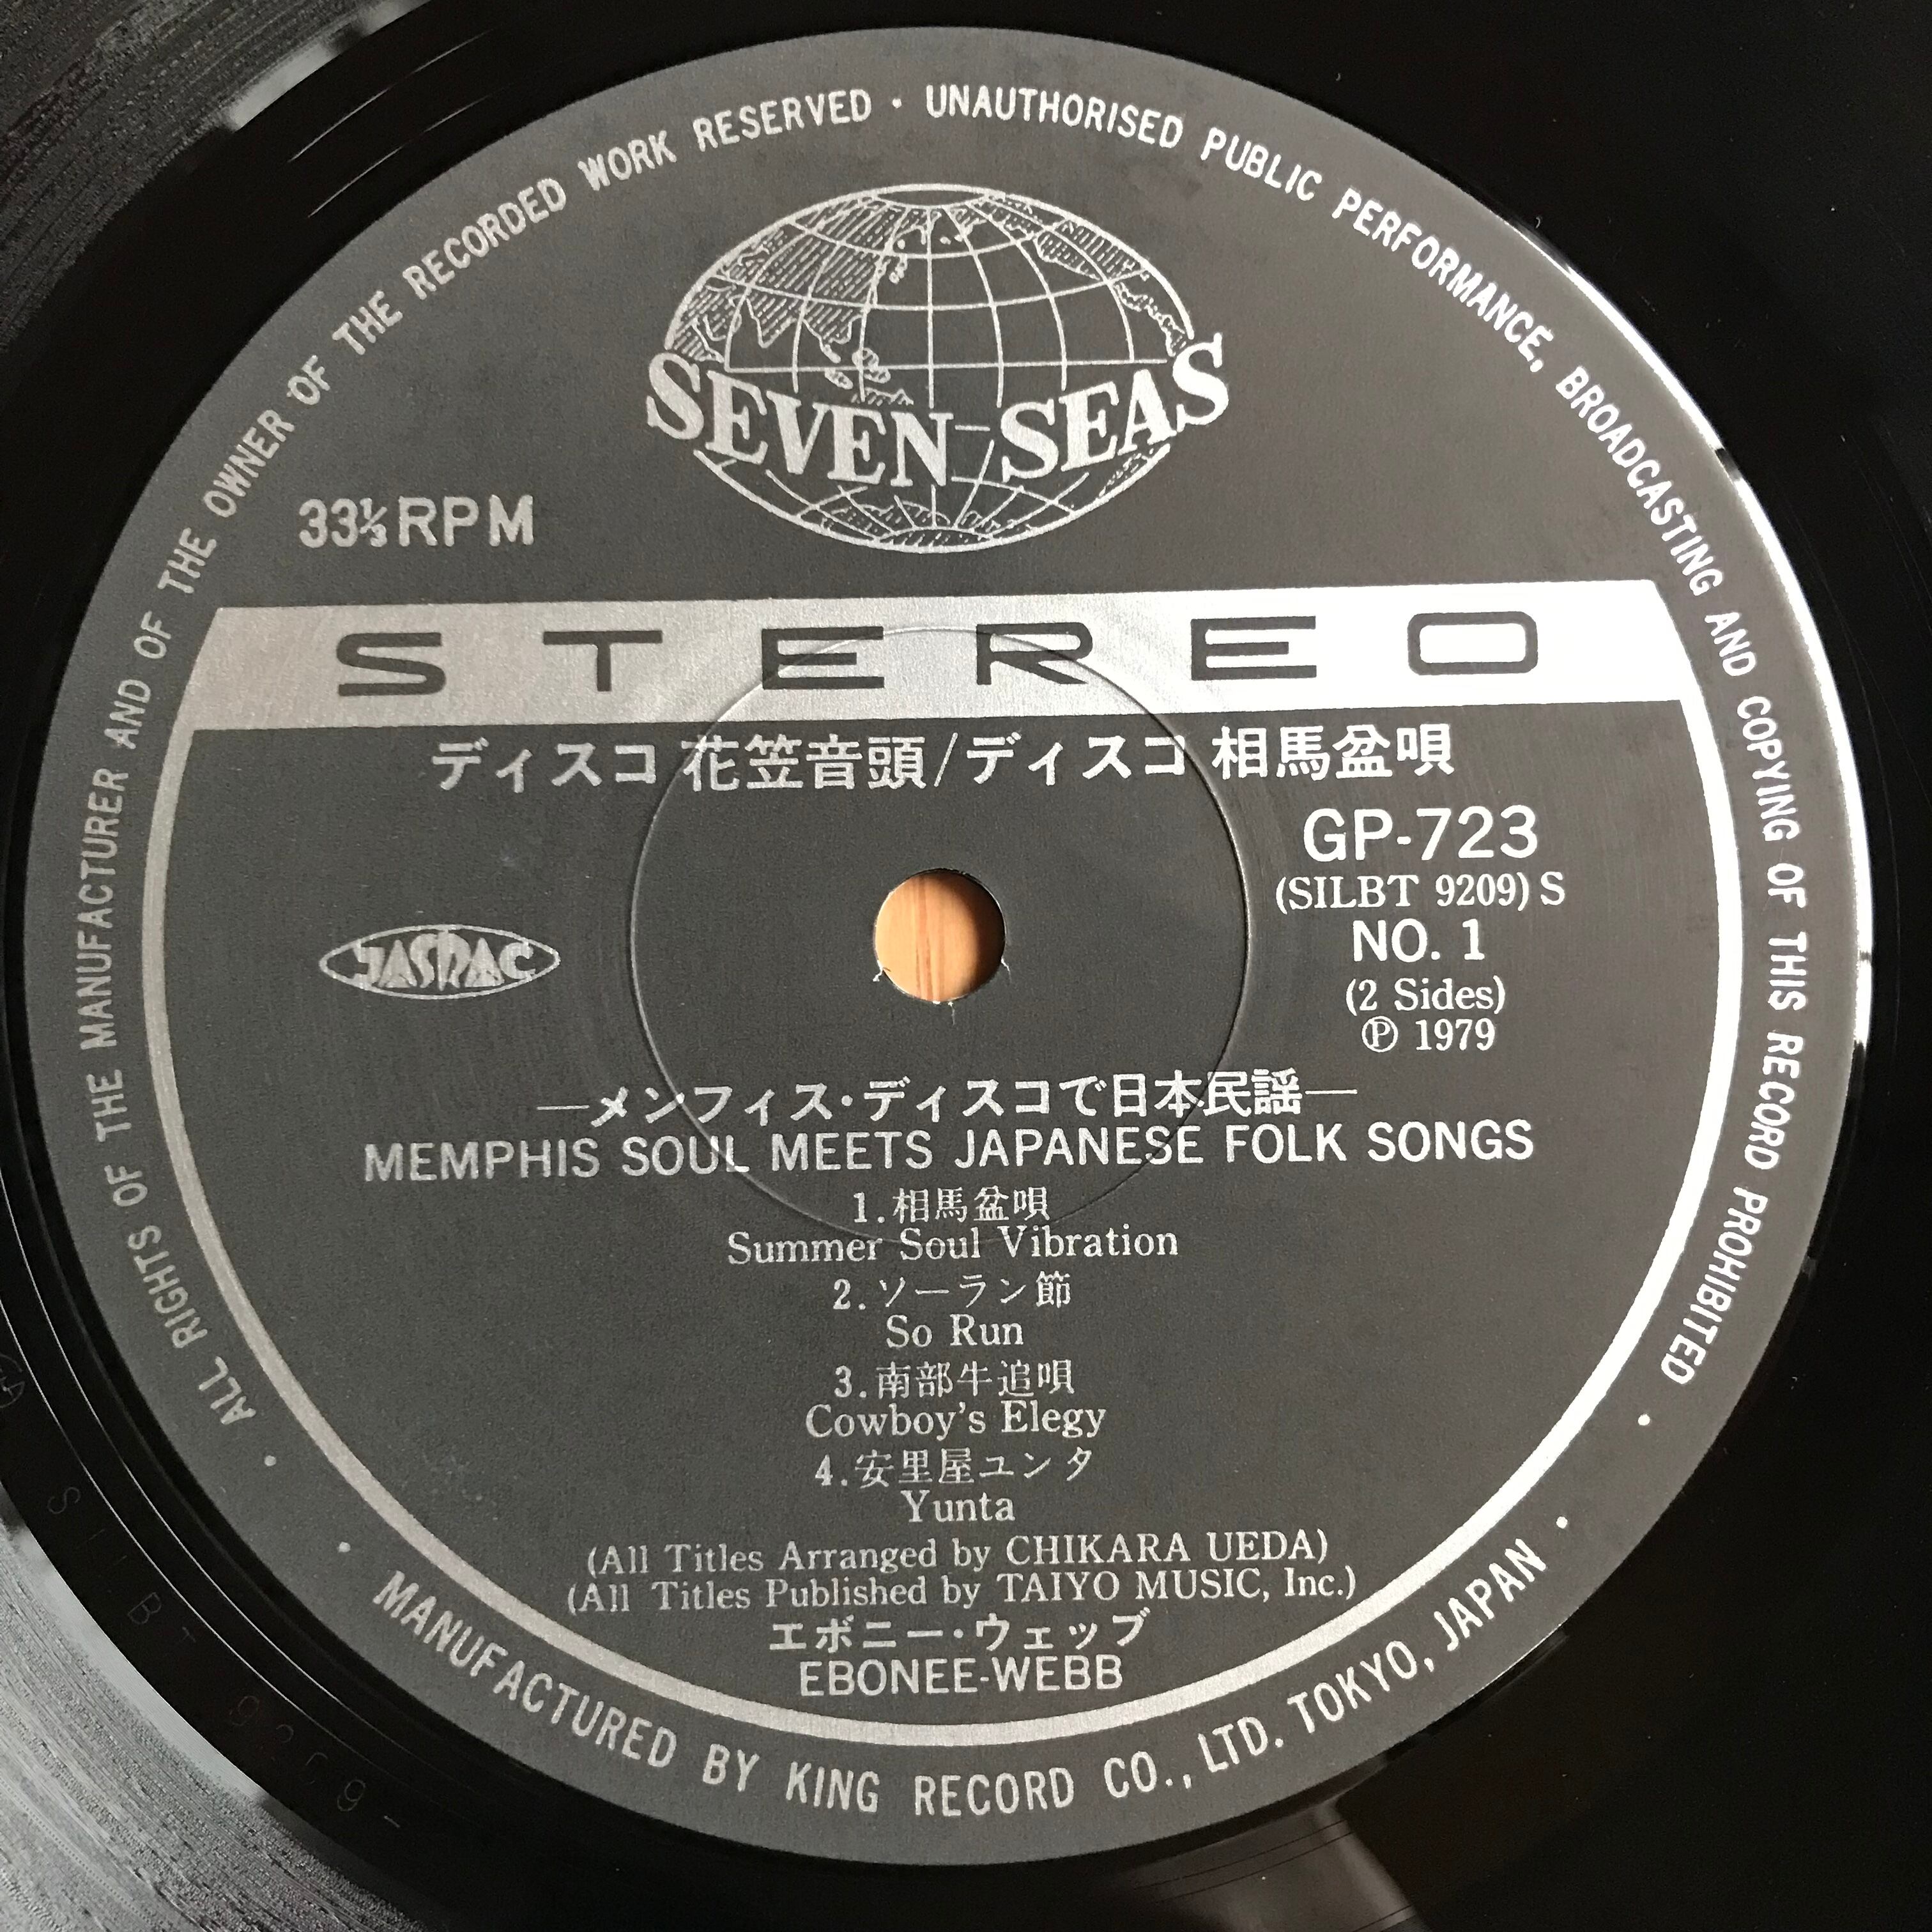 ALL RIGHTS OF THE MANUFACTURER AND OF THE OWNER OF THE RECORDED WORK RESERVED · UNAUTHORISED PUBLIC PERFORMANCE, BROADCASTING AND COPYING OF THIS RECORD PROHIBITED
SEVEN SEAS
33⅓RPM
STEREO
ディスコ 花笠音頭/ディスコ 相馬盆唄
GP-723
(SILBT 9209) S
NO. 1
(2 Sides)
Ⓟ 1979
JASRAC
—メンフィス・ディスコで日本民謡—
MEMPHIS SOUL MEETS JAPANESE FOLK SONGS
1.相馬盆唄
Summer Soul Vibration
2.ソーラン節
So Run
3.南部牛追唄
Cowboy's Elegy
4.安里屋ユンタ
Yunta
(All Titles Arranged by CHIKARA UEDA)
(All Titles Published by TAIYO MUSIC, Inc.)
エボニー・ウェッブ
EBONEE-WEBB
· MANUFACTURED BY KING RECORD CO., LTD. TOKYO, JAPAN ·